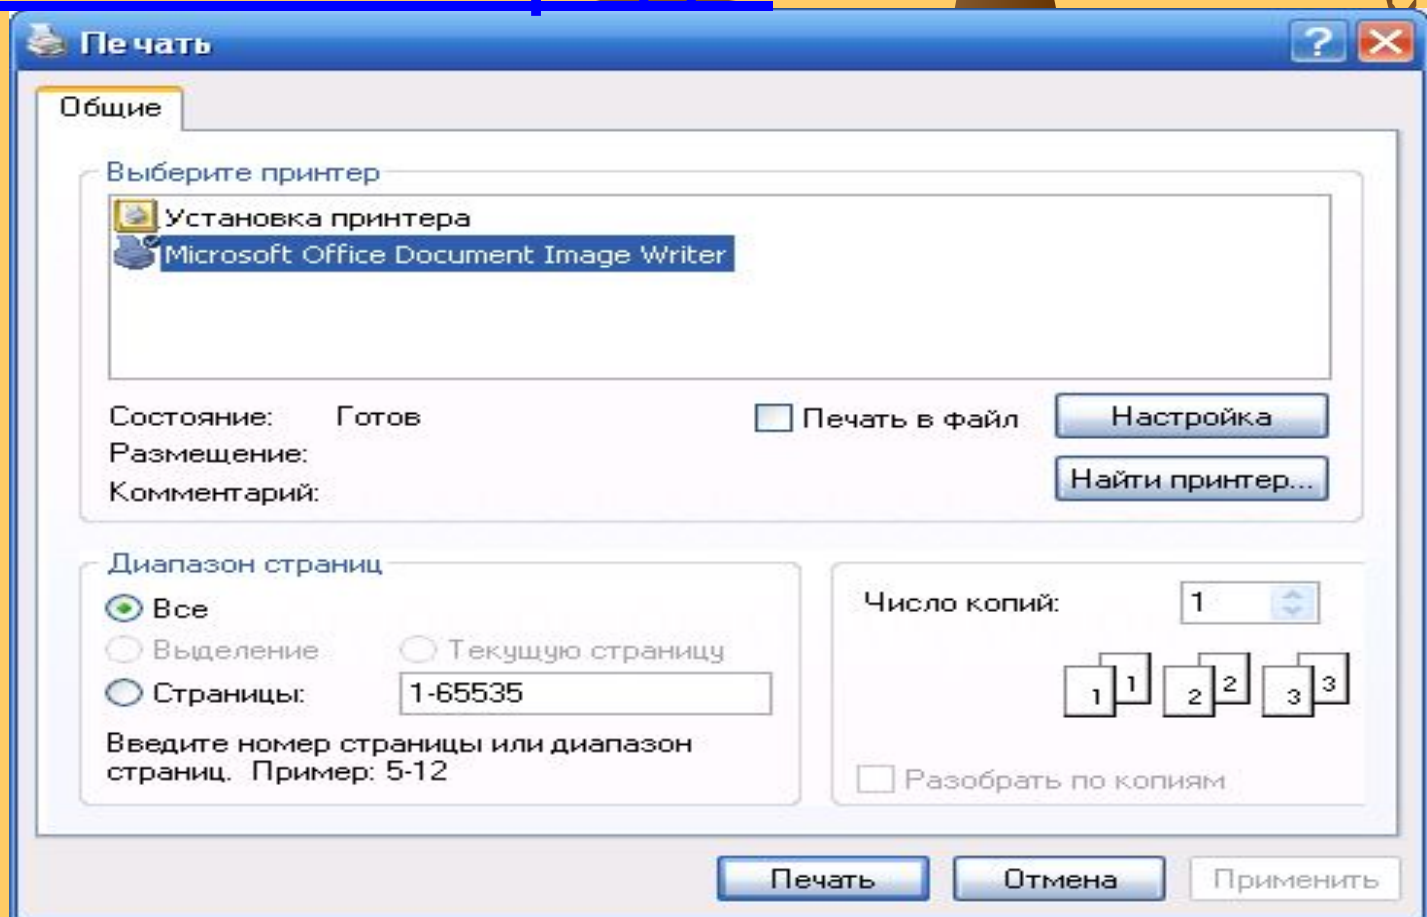 Печать
Общие
Выберите принтер
Установка принтера
Microsoft Office Document Image Writer
Состояние: Готов
Печать в файл
Настройка
Размещение:
Комментарий:
Найти принтер...
Диапазон страниц
Все
Выделение
Текущую страницу
Страницы: 1-65535
Введите номер страницы или диапазон
страниц. Пример: 5-12
Число копий: 1
1 1 2 2 3 3
Разобрать по копиям
Печать Отмена Применить